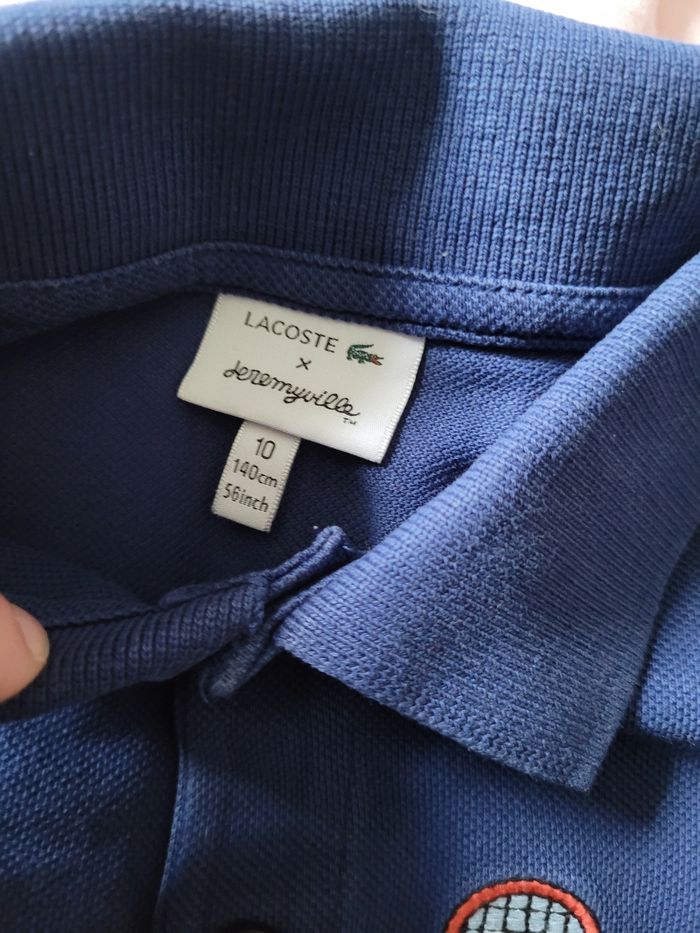 LACOSTE
x
Jeremyville
TM
10
140cm
56inch